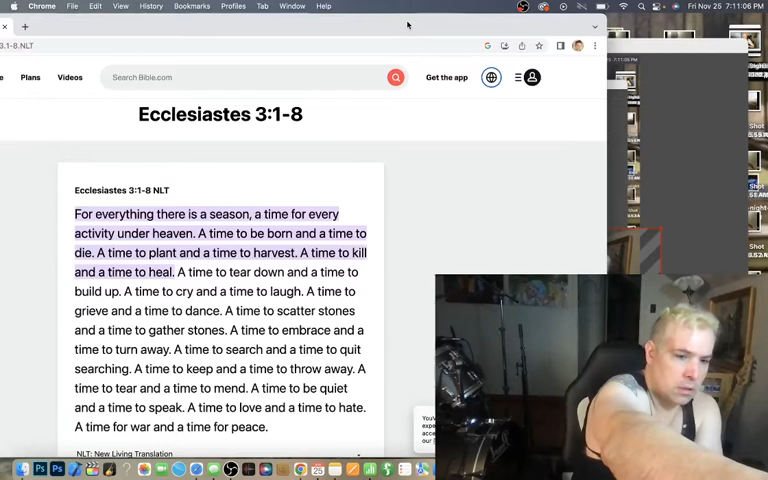 Chrome File Edit View History Bookmarks Profiles Tab Window Help Fri Nov 25 7:11:06 PM
3.1-8.NLT
Plans Videos Search Bible.com Get the app
Ecclesiastes 3:1-8
Ecclesiastes 3:1-8 NLT
For everything there is a season, a time for every
activity under heaven. A time to be born and a time to
die. A time to plant and a time to harvest. A time to kill
and a time to heal. A time to tear down and a time to
build up. A time to cry and a time to laugh. A time to
grieve and a time to dance. A time to scatter stones
and a time to gather stones. A time to embrace and a
time to turn away. A time to search and a time to quit
searching. A time to keep and a time to throw away. A
time to tear and a time to mend. A time to be quiet
and a time to speak. A time to love and a time to hate.
A time for war and a time for peace.
NLT: New Living Translation